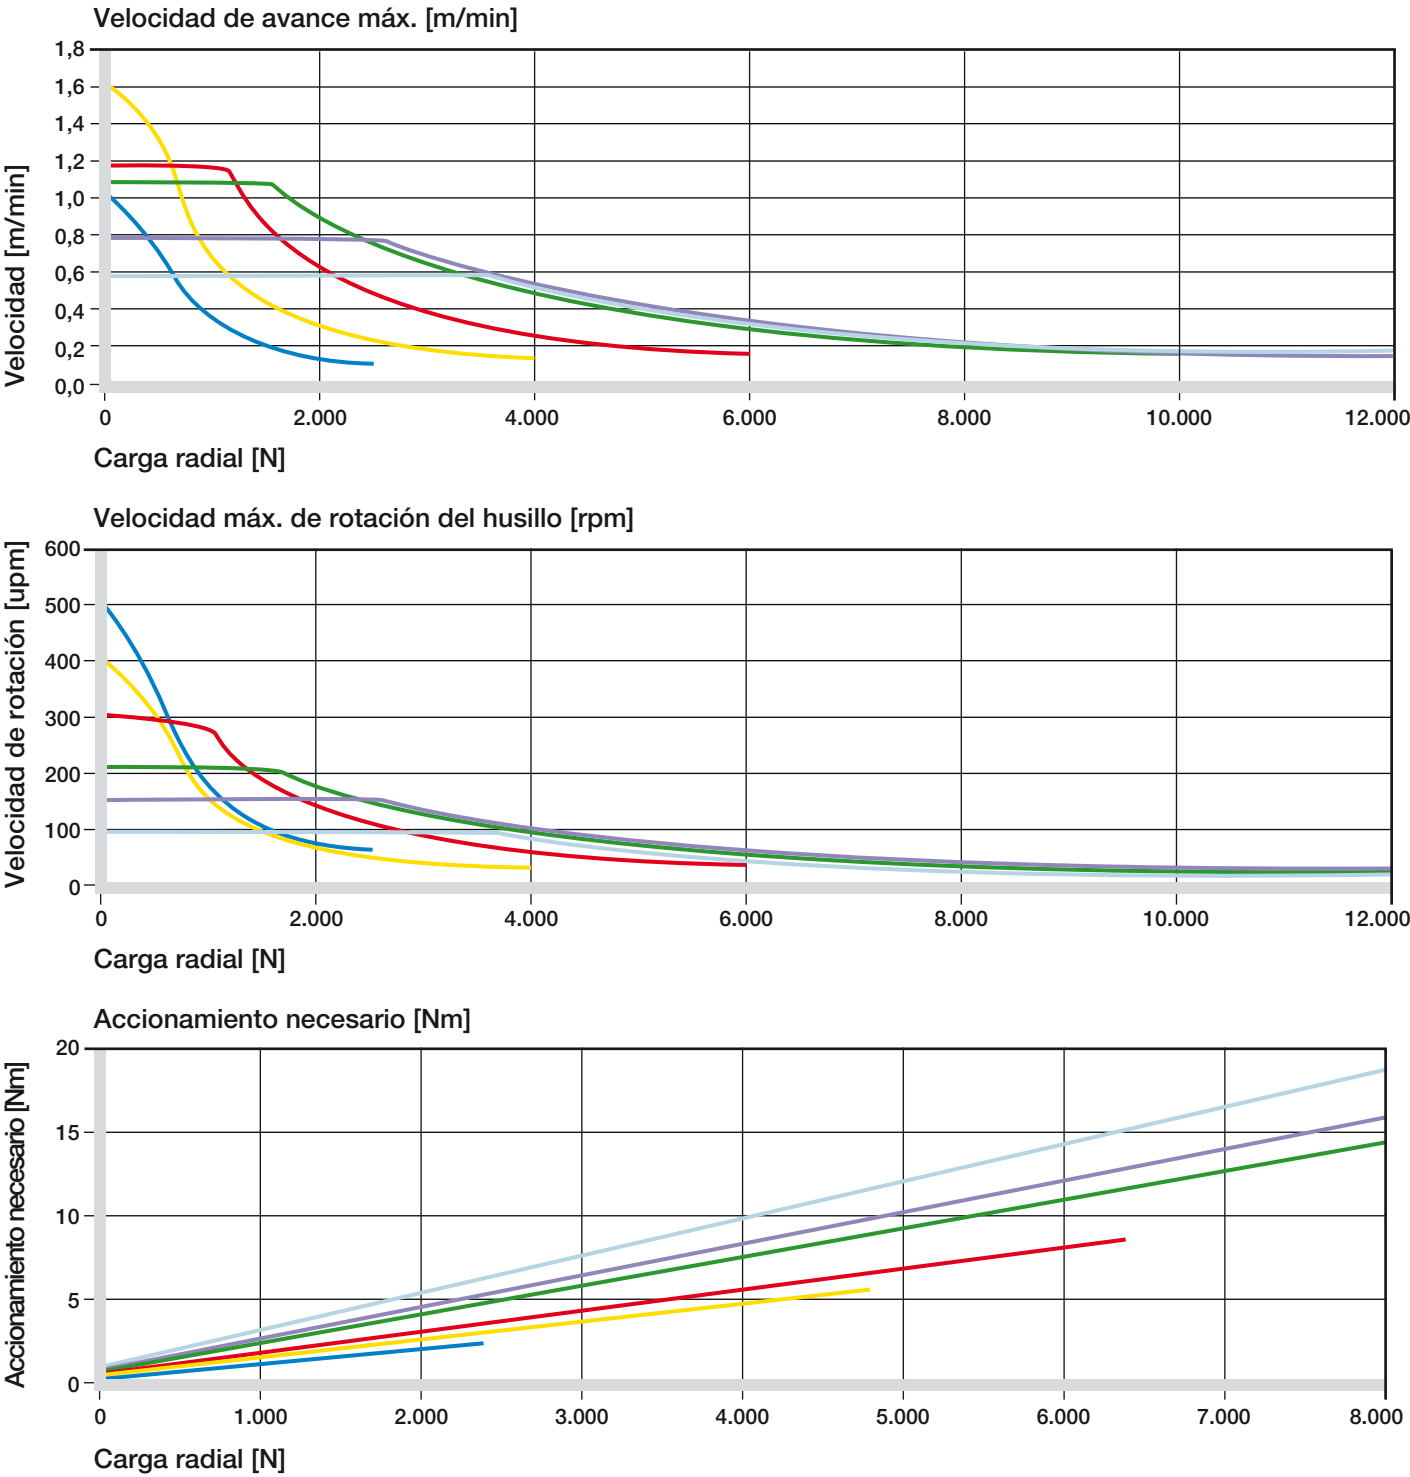 Velocidad de avance máx. [m/min]
Velocidad [m/min]
1,8
1,6
1,4
1,2
1,0
0,8
0,6
0,4
0,2
0,0
0 2.000 4.000 6.000 8.000 10.000 12.000
Carga radial [N]
Velocidad máx. de rotación del husillo [rpm]
Velocidad de rotación [upm]
600
500
400
300
200
100
0
0 2.000 4.000 6.000 8.000 10.000 12.000
Carga radial [N]
Accionamiento necesario [Nm]
Accionamiento necesario [Nm]
20
15
10
5
0
0 1.000 2.000 3.000 4.000 5.000 6.000 7.000 8.000
Carga radial [N]